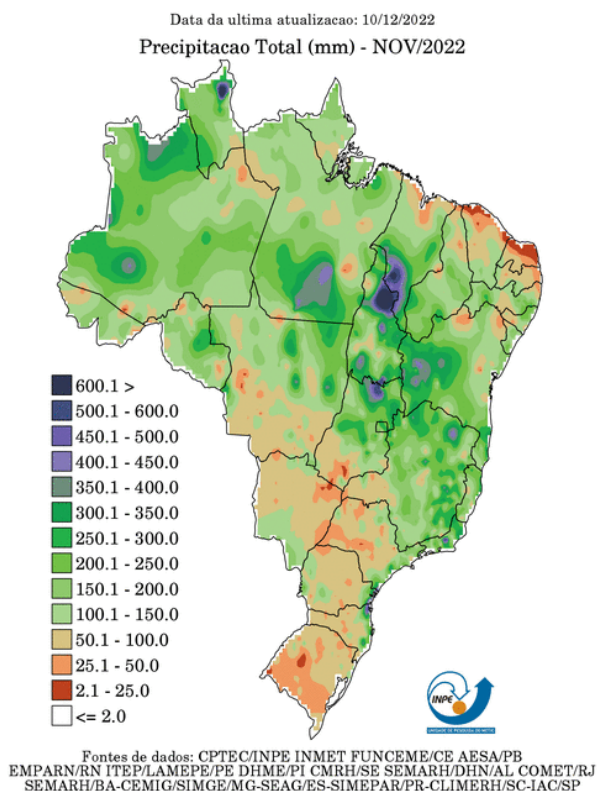 Data da ultima atualizacao: 10/12/2022
Precipitacao Total (mm) - NOV/2022
600.1 >
500.1 - 600.0
450.1 - 500.0
400.1 - 450.0
350.1 - 400.0
300.1 - 350.0
250.1 - 300.0
200.1 - 250.0
150.1 - 200.0
100.1 - 150.0
50.1 - 100.0
25.1 - 50.0
2.1 - 25.0
<= 2.0
INPE
Fontes de dados: CPTEC/INPE INMET FUNCEME/CE AESA/PB
EMPARN/RN ITEP/LAMEPE/PE DHME/PI CMRH/SE SEMARH/DHN/AL COMET/RJ
SEMARH/BA-CEMIG/SIMGE/MG-SEAG/ES-SIMEPAR/PR-CLIMERH/SC-IAC/SP